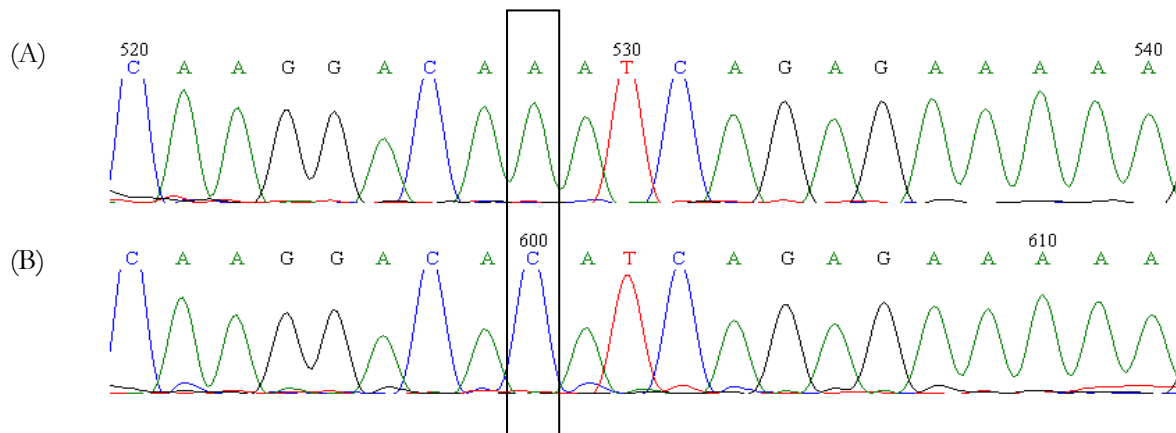 520 530 540
(A) C A A G G A C A A A T C A G A G A A A A A
600 610
(B) C A A G G A C A C A T C A G A G A A A A A